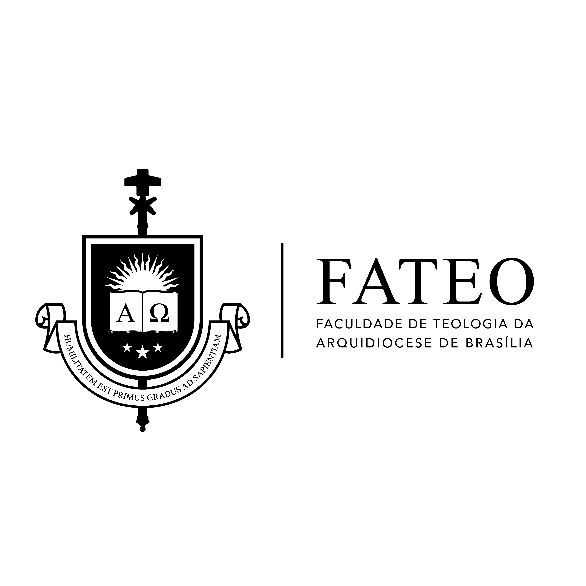 Α Ω
HUMILITATEM EST PRIMUS GRADUS AD SAPIENTIAM
FATEO
FACULDADE DE TEOLOGIA DA
ARQUIDIOCESE DE BRASÍLIA